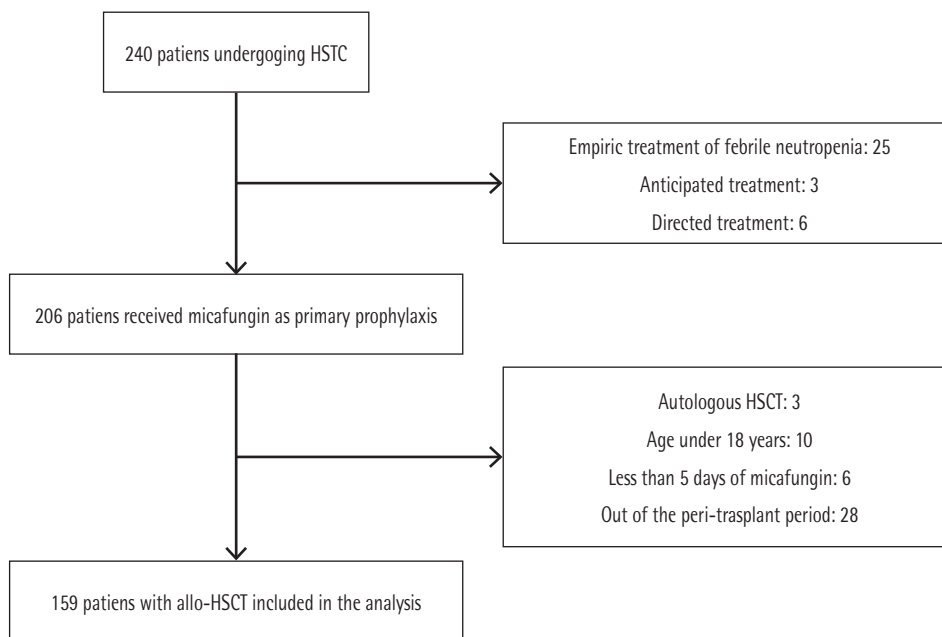 240 patiens undergoging HSTC
Empiric treatment of febrile neutropenia: 25
Anticipated treatment: 3
Directed treatment: 6
206 patiens received micafungin as primary prophylaxis
Autologous HSCT: 3
Age under 18 years: 10
Less than 5 days of micafungin: 6
Out of the peri-trasplant period: 28
159 patiens with allo-HSCT included in the analysis